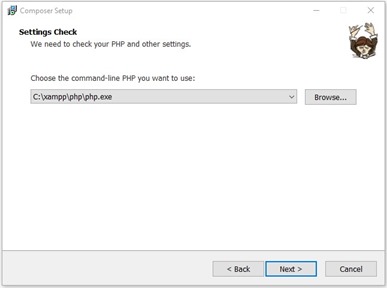 Composer Setup
Settings Check
We need to check your PHP and other settings.
Choose the command-line PHP you want to use:
C:\xampp\php\php.exe
Browse...
< Back
Next >
Cancel